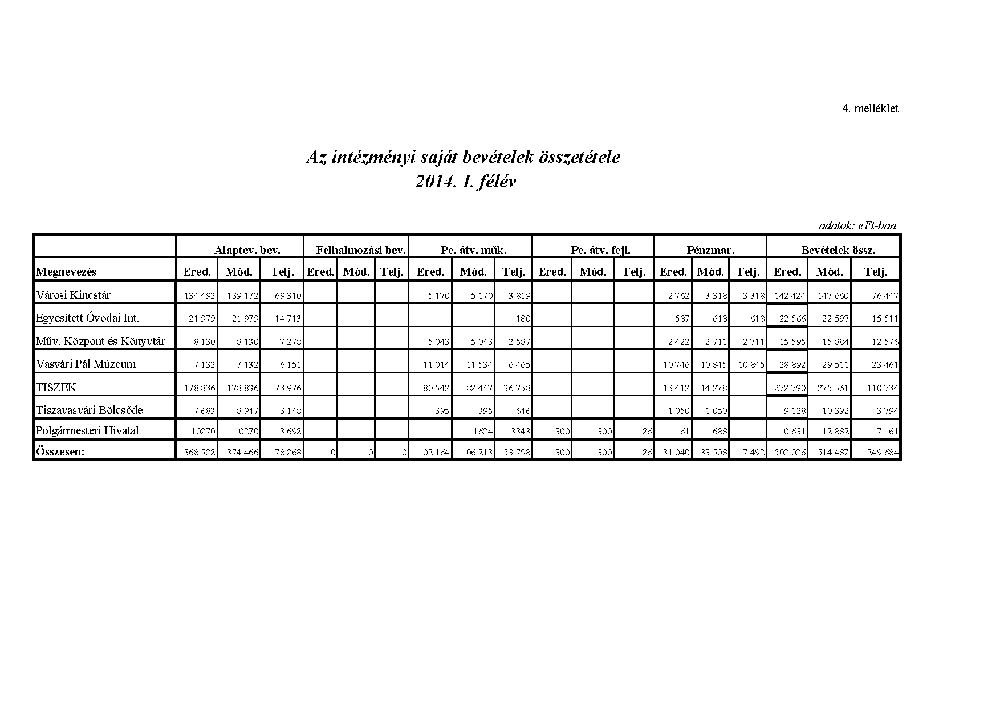 4. melléklet
Az intézményi saját bevételek összetétele
2014. I. félév
adatok: eFt-ban
Alaptev. bev. Felhalmozási bev. Pe. átv. műk. Pe. átv. fejl. Pénzmar. Bevételek össz.
Megnevezés Ered. Mód. Telj. Ered. Mód. Telj. Ered. Mód. Telj. Ered. Mód. Telj. Ered. Mód. Telj. Ered. Mód. Telj.
Városi Kincstár 134 492 139 172 69 310 5 170 5 170 3 819 2 762 3 318 3 318 142 424 147 660 76 447
Egyesített Óvodai Int. 21 979 21 979 14 713 180 587 618 618 22 566 22 597 15 511
Műv. Központ és Könyvtár 8 130 8 130 7 278 5 043 5 043 2 587 2 422 2 711 2 711 15 595 15 884 12 576
Vasvári Pál Múzeum 7 132 7 132 6 151 11 014 11 534 6 465 10 746 10 845 10 845 28 892 29 511 23 461
TISZEK 178 836 178 836 73 976 80 542 82 447 36 758 13 412 14 278 272 790 275 561 110 734
Tiszavasvári Bölcsőde 7 683 8 947 3 148 395 395 646 1 050 1 050 9 128 10 392 3 794
Polgármesteri Hivatal 10270 10270 3 692 1624 3343 300 300 126 61 688 10 631 12 882 7 161
Összesen: 368 522 374 466 178 268 0 0 0 102 164 106 213 53 798 300 300 126 31 040 33 508 17 492 502 026 514 487 249 684